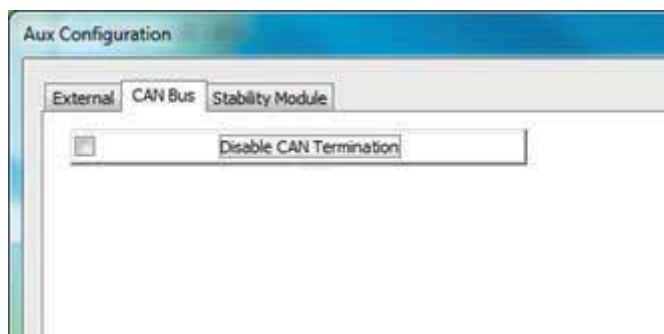 Aux Configuration
External CAN Bus Stability Module
Disable CAN Termination